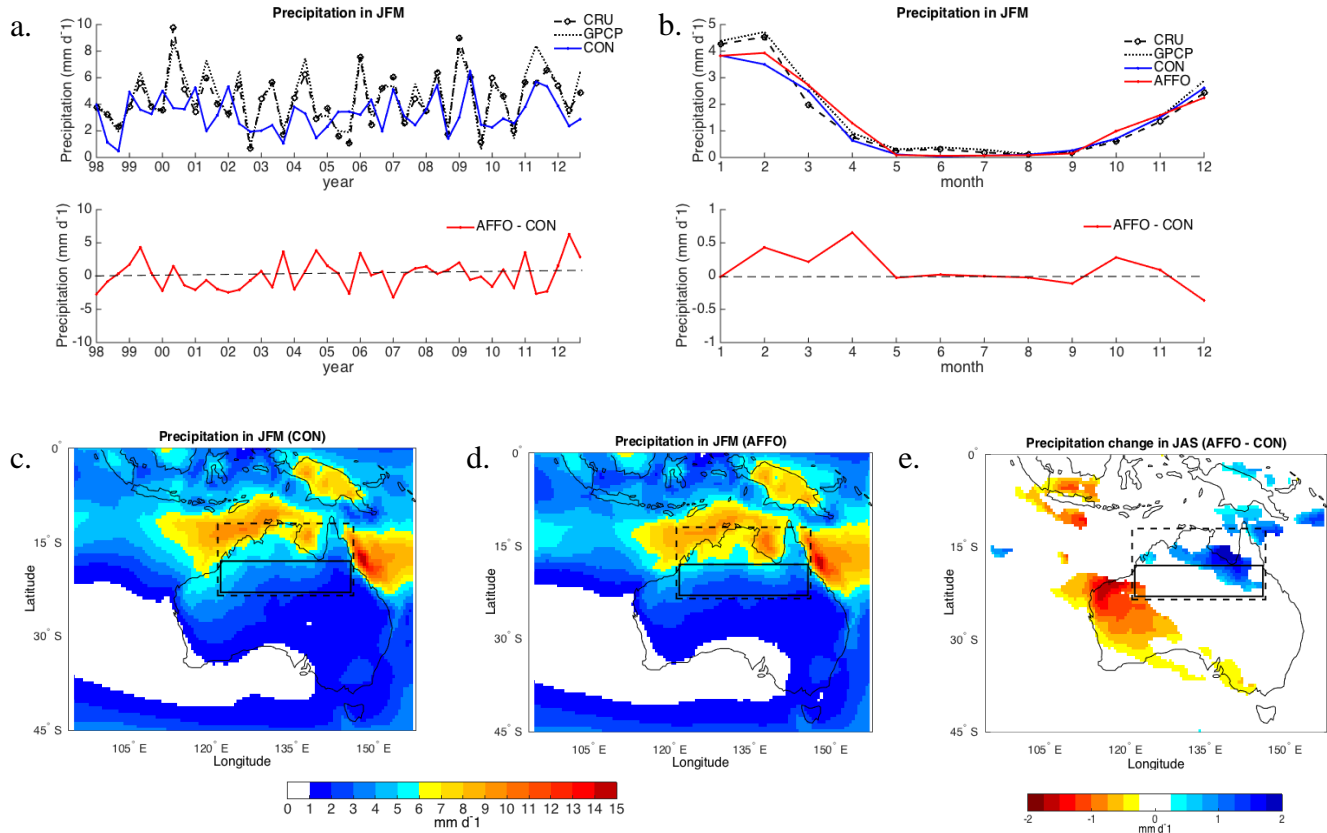 a.
Precipitation in JFM
Precipitation (mm d-1)
10
8
6
4
2
0
98 99 00 01 02 03 04 05 06 07 08 09 10 11 12
year
CRU
GPCP
CON
b.
Precipitation in JFM
Precipitation (mm d-1)
5
4
3
2
1
0
1 2 3 4 5 6 7 8 9 10 11 12
month
CRU
GPCP
CON
AFFO
Precipitation (mm d-1)
10
5
0
-5
-10
98 99 00 01 02 03 04 05 06 07 08 09 10 11 12
year
AFFO - CON
Precipitation (mm d-1)
1
0.5
0
-0.5
-1
1 2 3 4 5 6 7 8 9 10 11 12
month
AFFO - CON
c.
Precipitation in JFM (CON)
Latitude
0°
15° S
30° S
45° S
105° E 120° E 135° E 150° E
Longitude
d.
Precipitation in JFM (AFFO)
Latitude
0°
15° S
30° S
45° S
105° E 120° E 135° E 150° E
Longitude
e.
Precipitation change in JAS (AFFO - CON)
Latitude
0°
15° S
30° S
45° S
105° E 120° E 135° E 150° E
Longitude
0 1 2 3 4 5 6 7 8 9 10 11 12 13 14 15
mm d-1
-2 -1 0 1 2
mm d-1